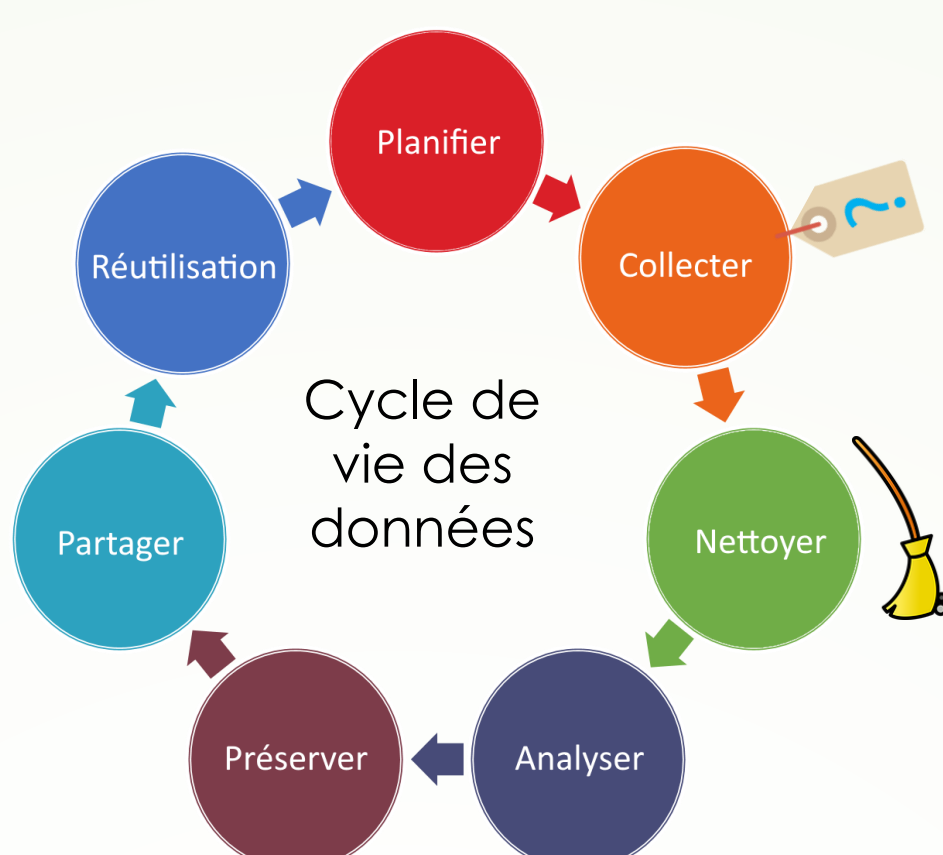 Planifier
Collecter
?
Nettoyer
Analyser
Préserver
Partager
Réutilisation
Cycle de
vie des
données